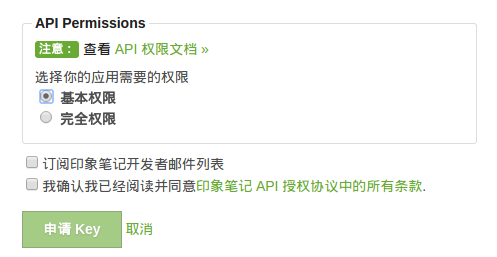 API Permissions
注意： 查看 API 权限文档 »
选择你的应用需要的权限
基本权限
完全权限
订阅印象笔记开发者邮件列表
我确认我已经阅读并同意印象笔记 API 授权协议中的所有条款.
申请 Key 取消